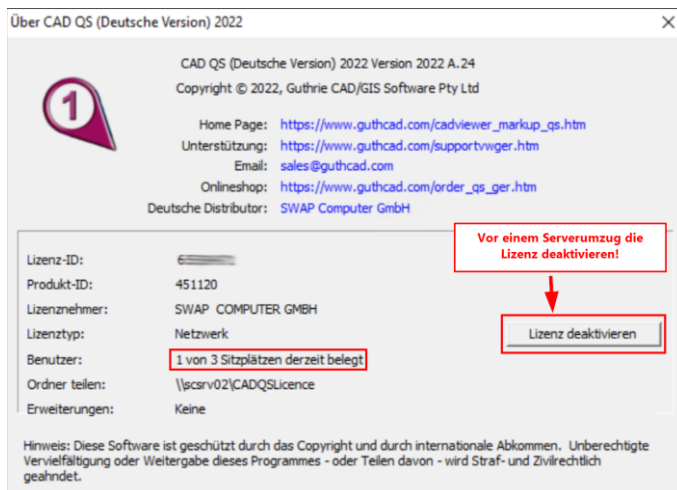 Über CAD QS (Deutsche Version) 2022
CAD QS (Deutsche Version) 2022 Version 2022 A.24
Copyright © 2022, Guthrie CAD/GIS Software Pty Ltd
1
Home Page: https://www.guthcad.com/cadviewer_markup_qs.htm
Unterstützung: https://www.guthcad.com/supportvwger.htm
Email: sales@guthcad.com
Onlineshop: https://www.guthcad.com/order_qs_ger.htm
Deutsche Distributor: SWAP Computer GmbH
Vor einem Serverumzug die
Lizenz deaktivieren!
Lizenz-ID: 6
Produkt-ID: 451120
Lizenznehmer: SWAP COMPUTER GMBH
Lizenztyp: Netzwerk
Lizenz deaktivieren
Benutzer: 1 von 3 Sitzplätzen derzeit belegt
Ordner teilen: \\scsrv02\CADQSLicence
Erweiterungen: Keine
Hinweis: Diese Software ist geschützt durch das Copyright und durch internationale Abkommen. Unberechtigte
Vervielfältigung oder Weitergabe dieses Programmes - oder Teilen davon - wird Straf- und Zivilrechtlich
geahndet.